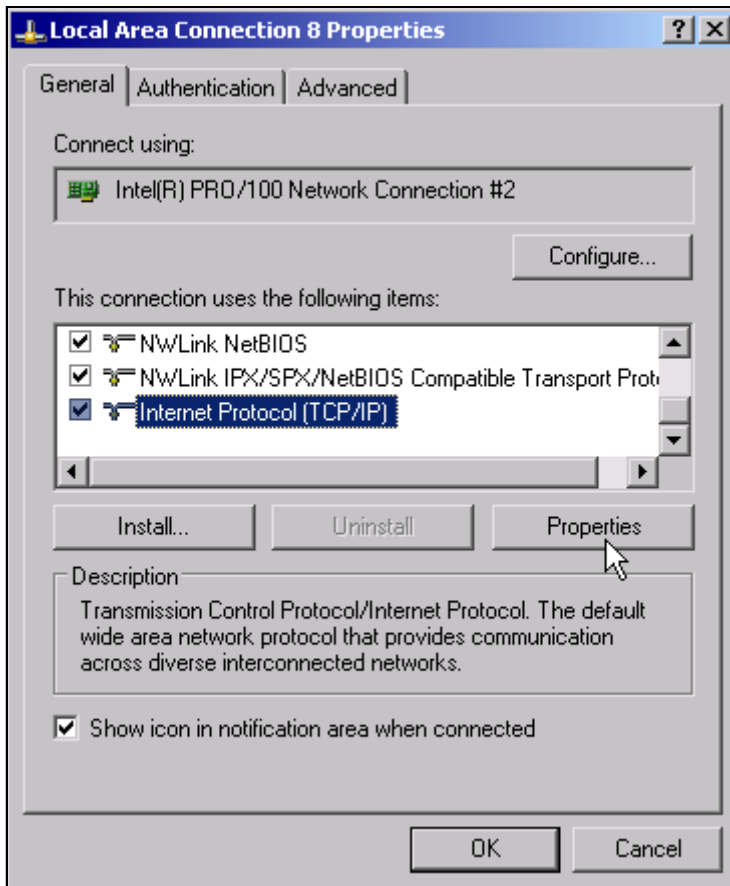 Local Area Connection 8 Properties
General Authentication Advanced
Connect using:
Intel(R) PRO/100 Network Connection #2
Configure...
This connection uses the following items:
NWLink NetBIOS
NWLink IPX/SPX/NetBIOS Compatible Transport Prot
Internet Protocol (TCP/IP)
Install... Uninstall Properties
Description
Transmission Control Protocol/Internet Protocol. The default
wide area network protocol that provides communication
across diverse interconnected networks.
Show icon in notification area when connected
OK Cancel